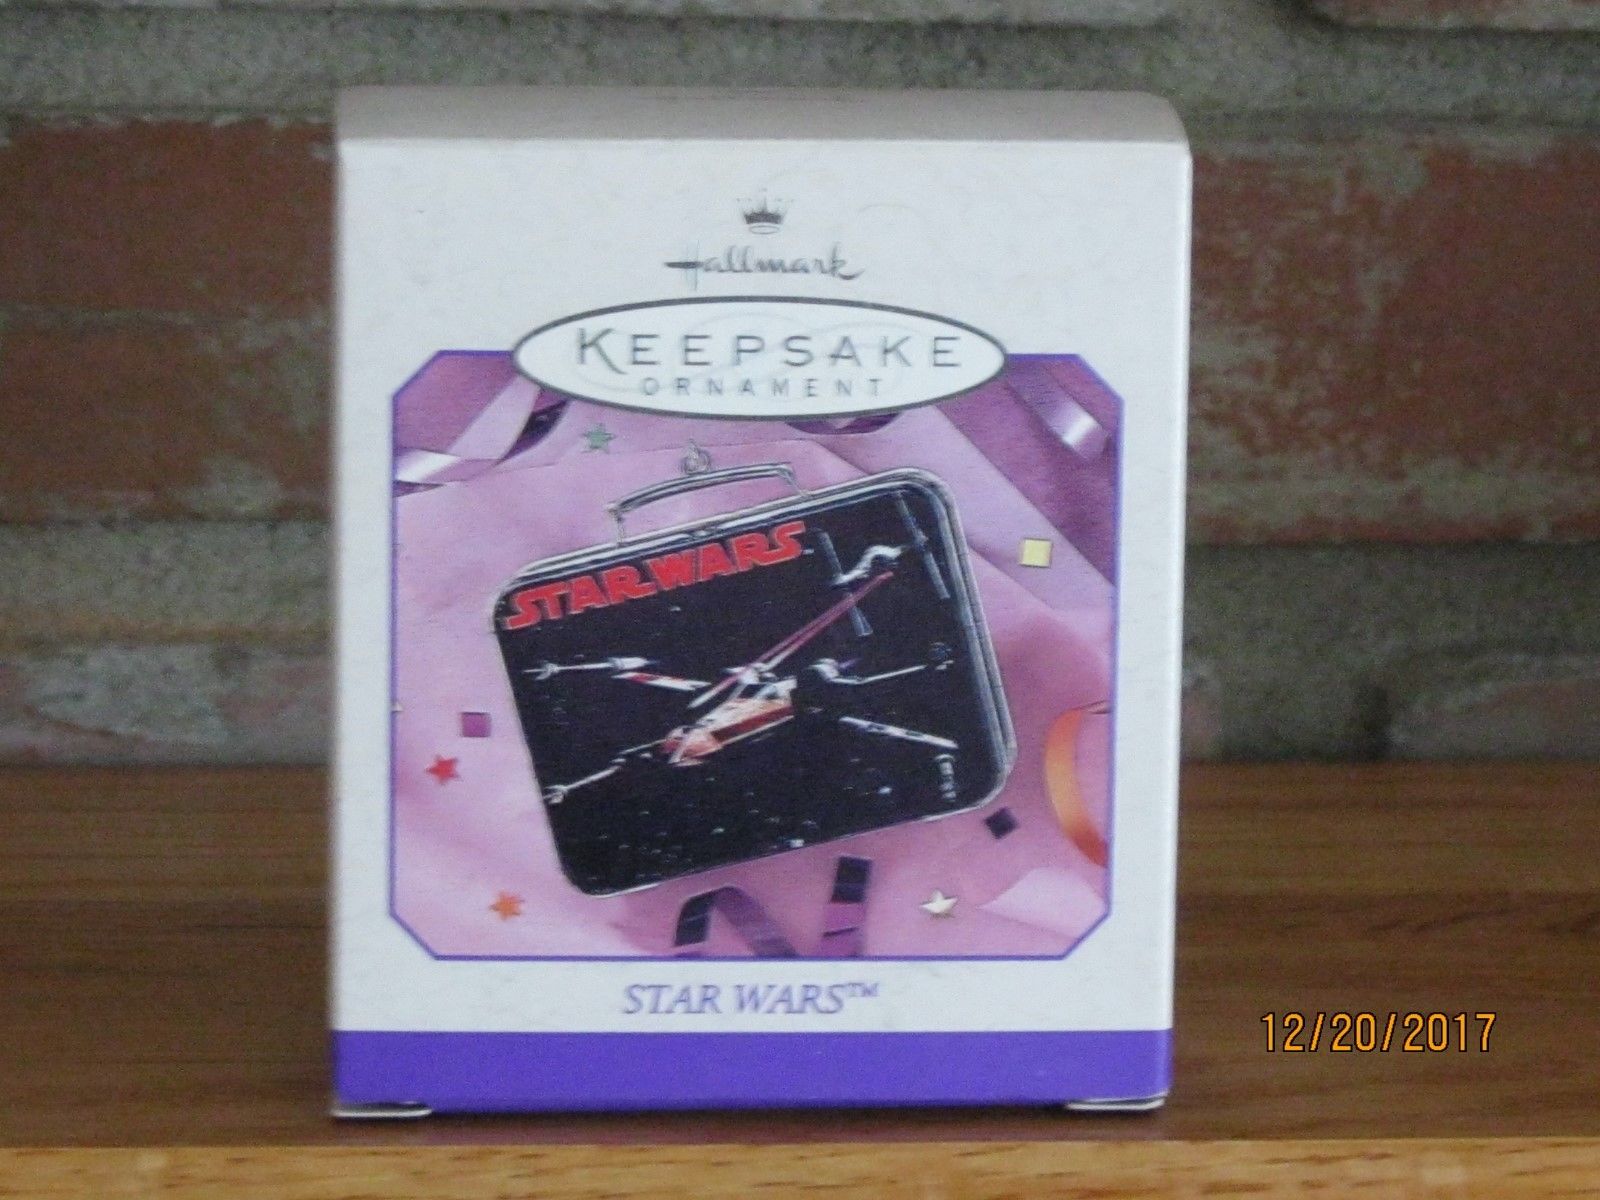 Hallmark
KEEPSAKE
ORNAMENT
STAR WARS
STAR WARS™
12/20/2017